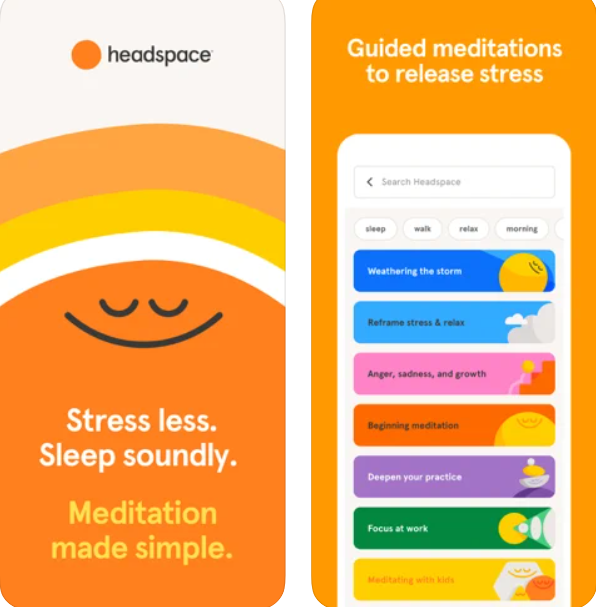 headspace
Stress less.
Sleep soundly.
Meditation
made simple.
Guided meditations
to release stress
Search Headspace
sleep
walk
relax
morning
Weathering the storm
Reframe stress & relax
Anger, sadness, and growth
Beginning meditation
Deepen your practice
Focus at work
Meditating with kids